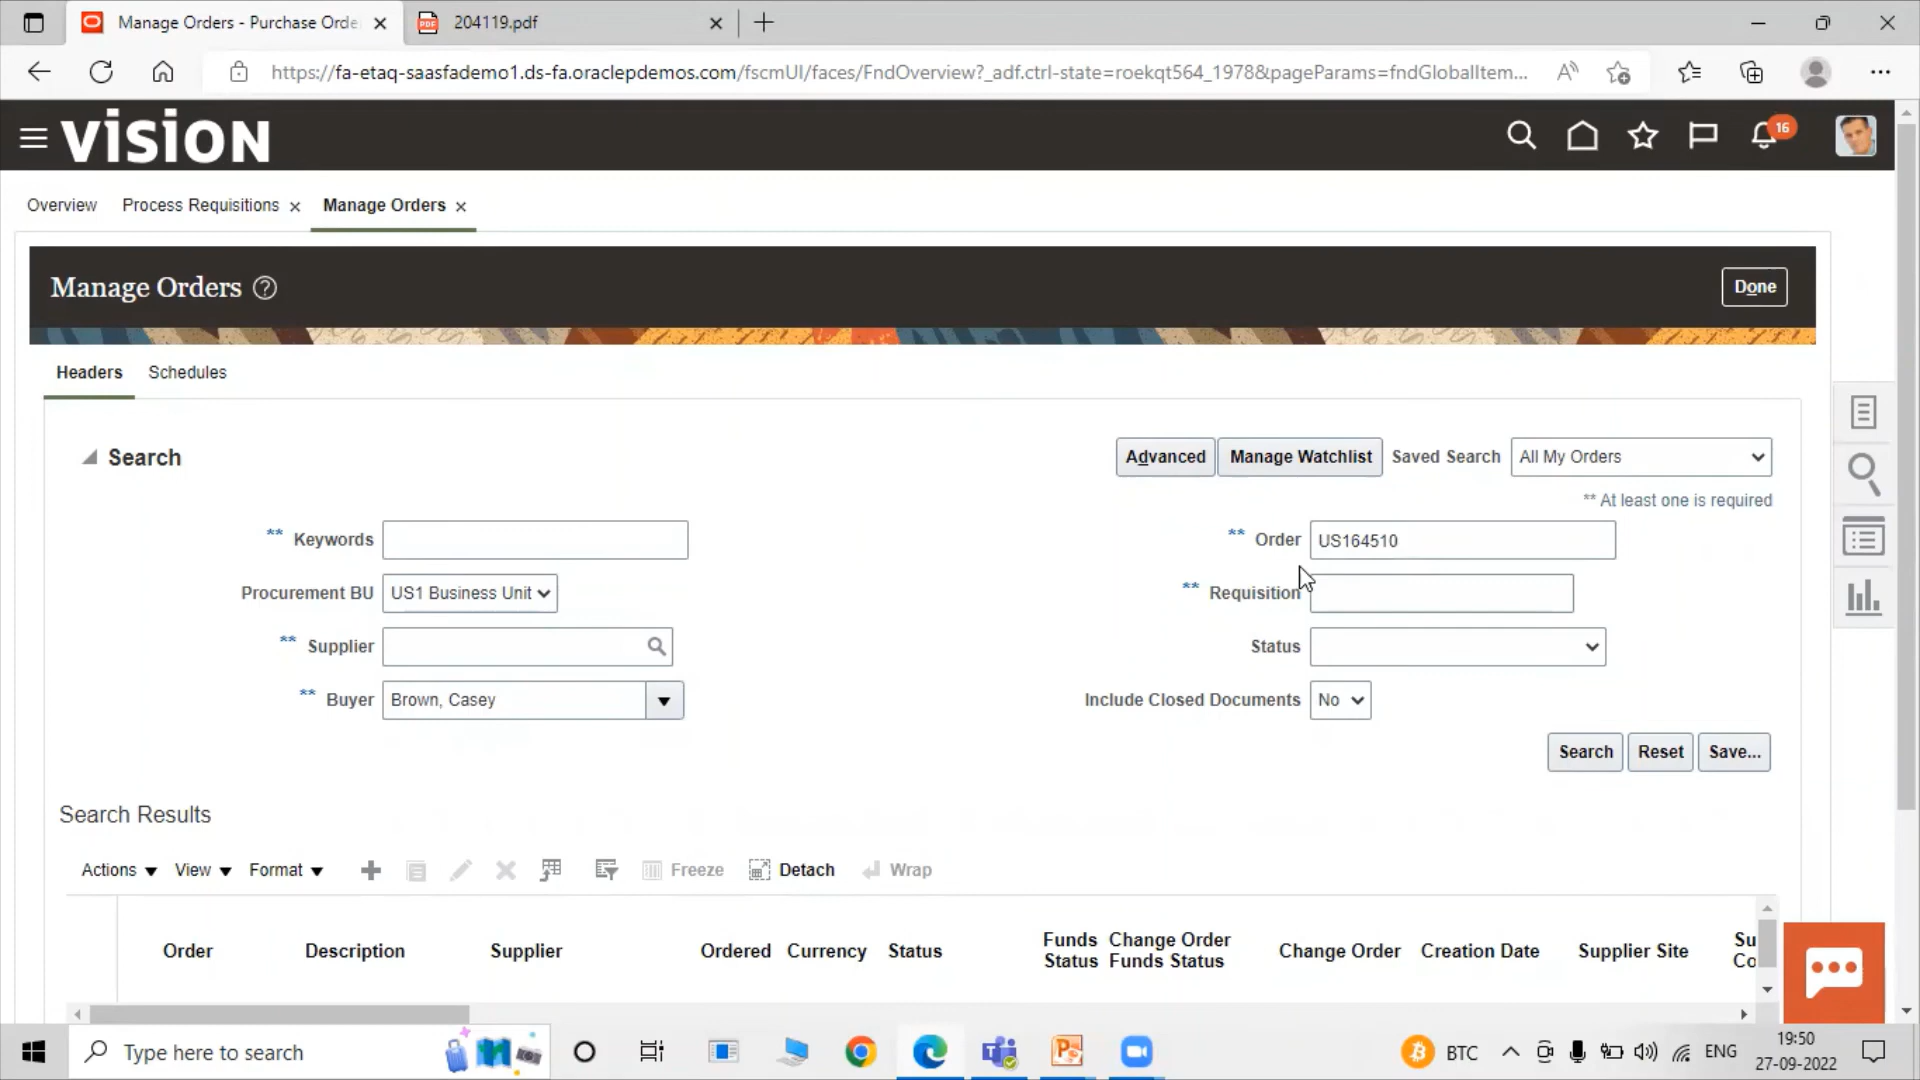 Manage Orders - Purchase Orde
204119.pdf
https://fa-etaq-saasfademo1.ds-fa.oraclepdemos.com/fscmUI/faces/FndOverview?_adf.ctrl-state=roekqt564_1978&pageParams=fndGlobalItem...
VISION
16
Overview
Process Requisitions
Manage Orders
Manage Orders
Done
Headers
Schedules
Search
Advanced
Manage Watchlist
Saved Search
All My Orders
** At least one is required
** Keywords
** Order US164510
Procurement BU US1 Business Unit
** Requisition
** Supplier
Status
** Buyer Brown, Casey
Include Closed Documents No
Search
Reset
Save...
Search Results
Actions
View
Format
Freeze
Detach
Wrap
Order
Description
Supplier
Ordered
Currency
Status
Funds Status
Change Order Funds Status
Change Order
Creation Date
Supplier Site
Su
Co
Type here to search
BTC
ENG
19:50
27-09-2022